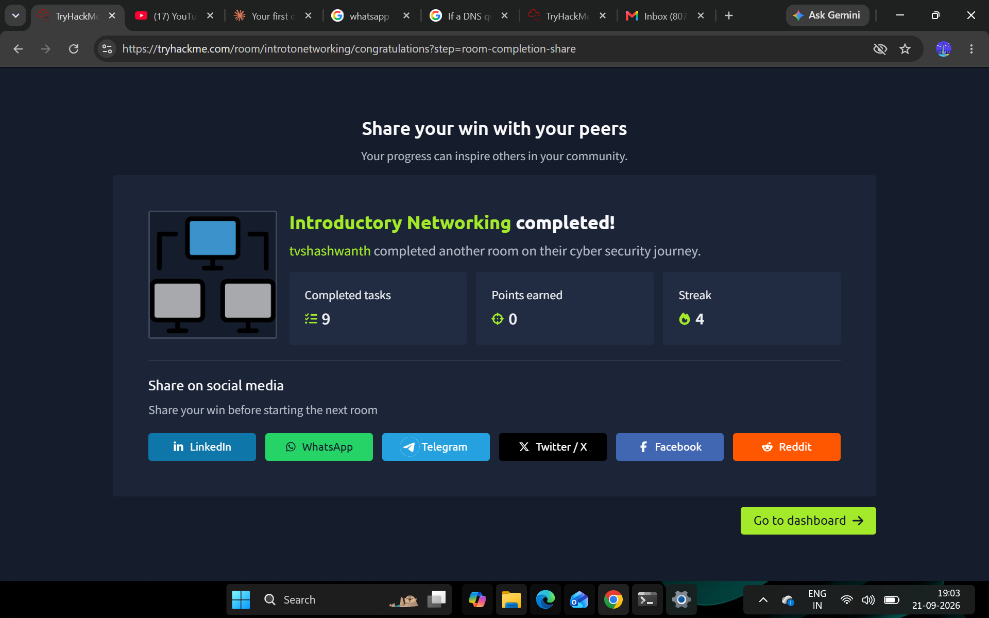 TryHackMe
(17) YouTu
Your first c
whatsapp
If a DNS q
TryHackMe
Inbox (807
Ask Gemini
https://tryhackme.com/room/introtonetworking/congratulations?step=room-completion-share
Share your win with your peers
Your progress can inspire others in your community.
Introductory Networking completed!
tvshashwanth completed another room on their cyber security journey.
Completed tasks
9
Points earned
0
Streak
4
Share on social media
Share your win before starting the next room
in LinkedIn
WhatsApp
Telegram
X Twitter / X
f Facebook
Reddit
Go to dashboard →
Search
ENG
IN
19:03
21-09-2026